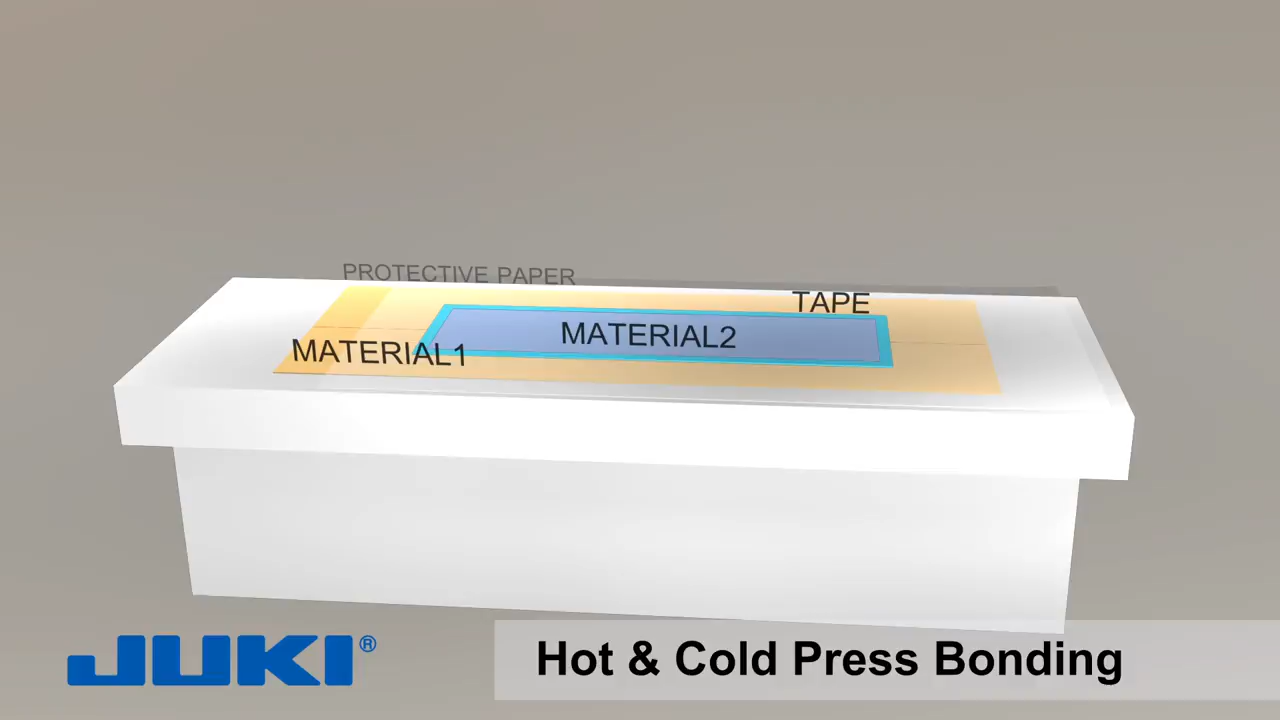 PROTECTIVE PAPER
TAPE
MATERIAL2
MATERIAL1
JUKI®
Hot & Cold Press Bonding